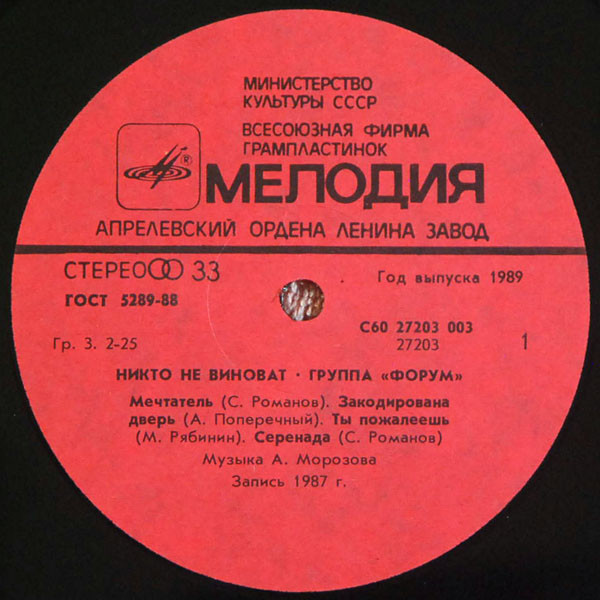 МИНИСТЕРСТВО
КУЛЬТУРЫ СССР
ВСЕСОЮЗНАЯ ФИРМА
ГРАМПЛАСТИНОК
®
МЕЛОДИЯ
АПРЕЛЕВСКИЙ ОРДЕНА ЛЕНИНА ЗАВОД
СТЕРЕО 33
Год выпуска 1989
ГОСТ 5289-88
С60 27203 003
Гр. 3. 2-25
27203
1
НИКТО НЕ ВИНОВАТ · ГРУППА «ФОРУМ»
Мечтатель (С. Романов). Закодирована
дверь (А. Поперечный). Ты пожалеешь
(М. Рябинин). Серенада (С. Романов)
Музыка А. Морозова
Запись 1987 г.